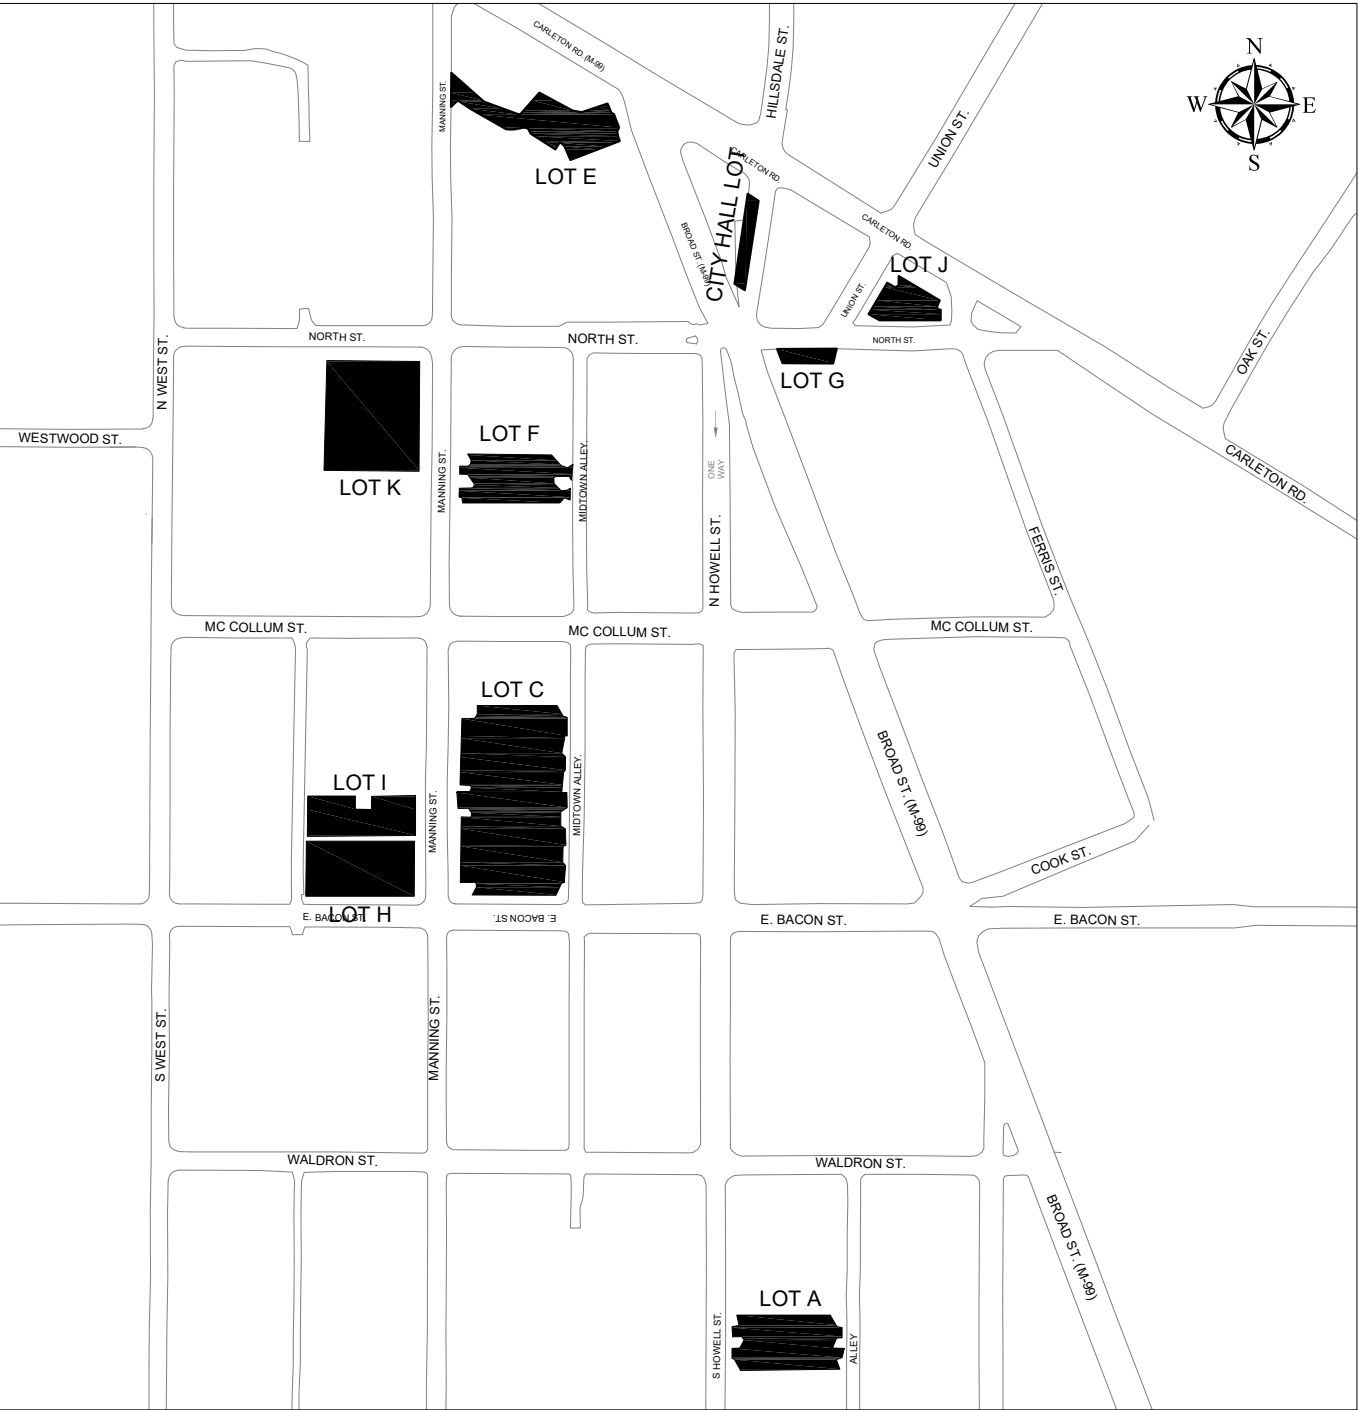 CARLETON RD. (M-99)
HILLSDALE ST.
N
W
E
S
MANNING ST.
UNION ST.
LOT E
CARLETON RD.
CITY HALL LOT
BROAD ST. (M-99)
CARLETON RD.
LOT J
UNION ST.
NORTH ST.
NORTH ST.
NORTH ST.
N WEST ST.
OAK ST.
LOT G
WESTWOOD ST.
LOT F
LOT K
MANNING ST.
MIDTOWN ALLEY.
ONE
WAY
N HOWELL ST.
CARLETON RD.
FERRIS ST.
MC COLLUM ST.
MC COLLUM ST.
MC COLLUM ST.
LOT C
LOT I
MANNING ST.
MIDTOWN ALLEY.
BROAD ST. (M-99)
COOK ST.
E. BACON ST.
LOT H
E. BACON ST.
E. BACON ST.
E. BACON ST.
S WEST ST.
MANNING ST.
WALDRON ST.
WALDRON ST.
BROAD ST. (M-99)
LOT A
S HOWELL ST.
ALLEY